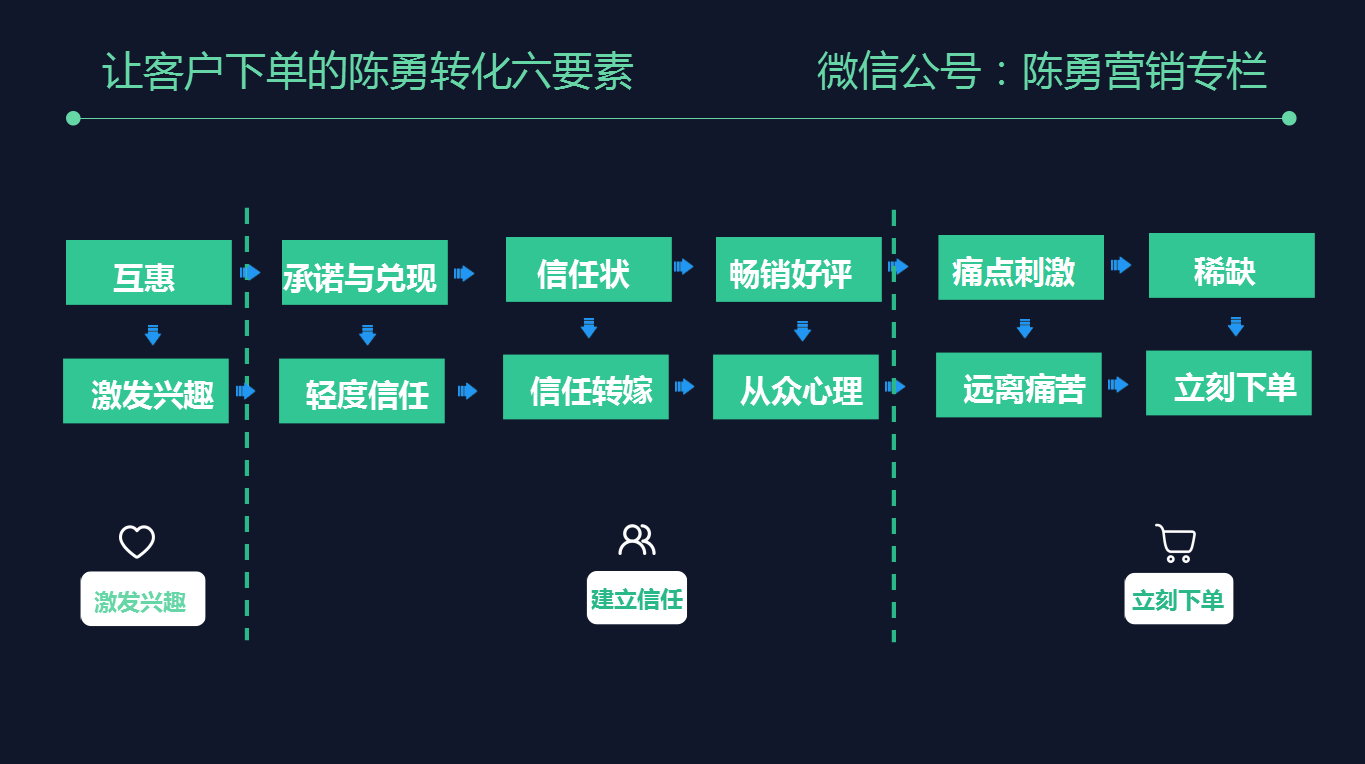 让客户下单的陈勇转化六要素
微信公号：陈勇营销专栏
互惠
承诺与兑现
信任状
畅销好评
痛点刺激
稀缺
激发兴趣
轻度信任
信任转嫁
从众心理
远离痛苦
立刻下单
激发兴趣
建立信任
立刻下单